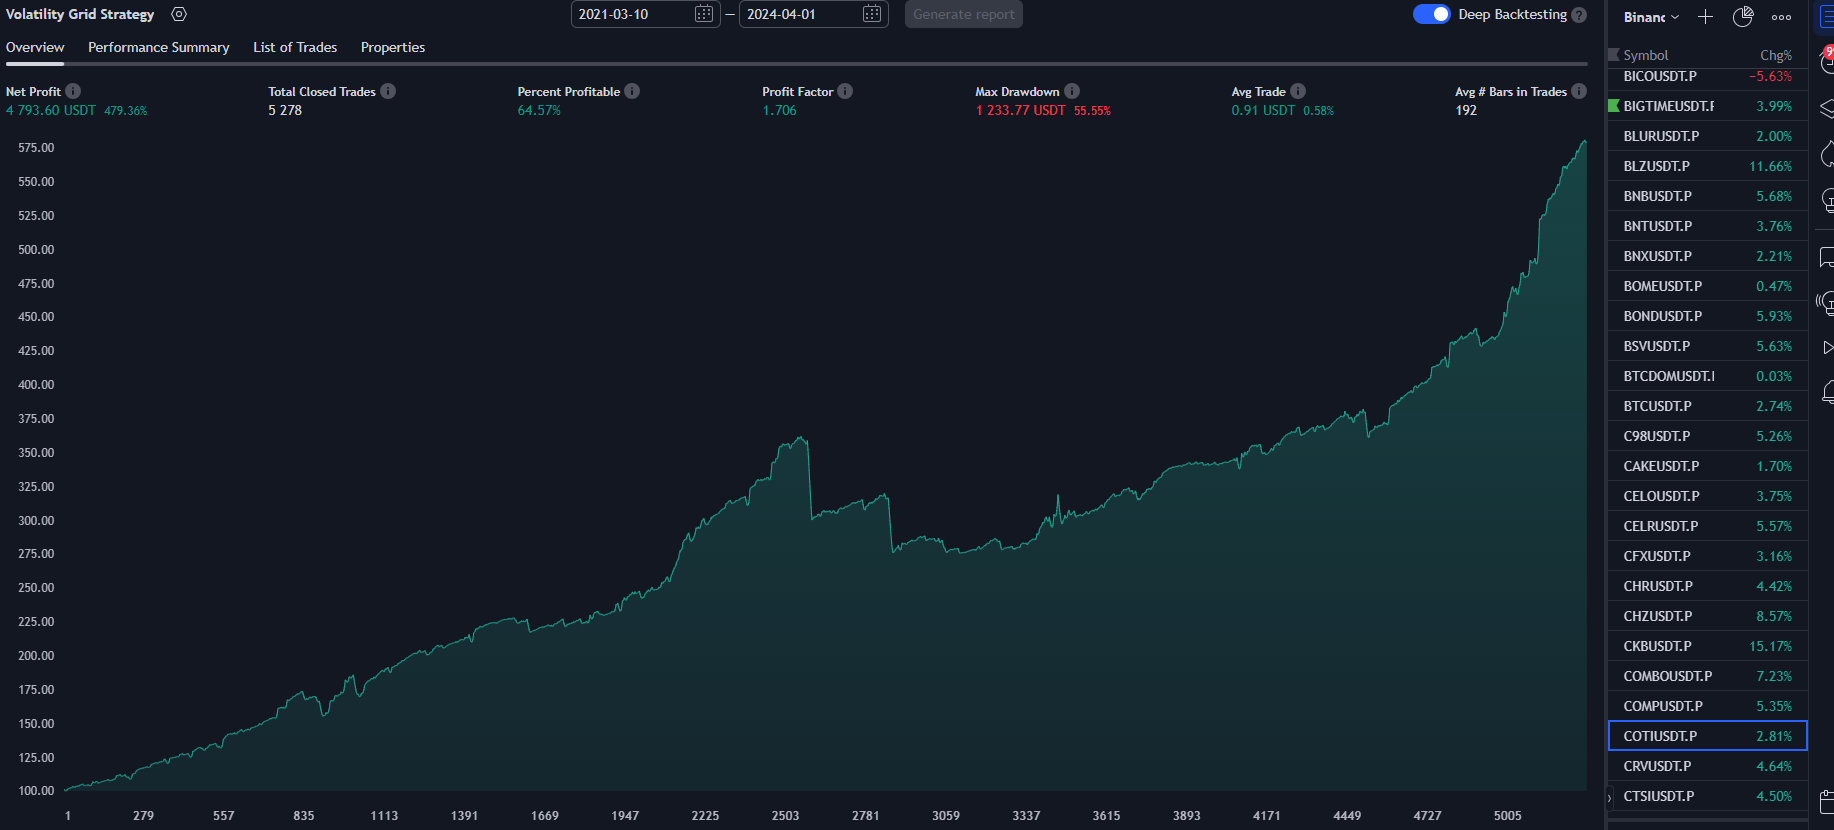 Volatility Grid Strategy
2021-03-10 — 2024-04-01 Generate report
Deep Backtesting ?
Overview Performance Summary List of Trades Properties
Net Profit Total Closed Trades Percent Profitable Profit Factor Max Drawdown Avg Trade Avg # Bars in Trades
4 793.60 USDT 479.36% 5 278 64.57% 1.706 1 233.77 USDT 55.55% 0.91 USDT 0.58% 192
575.00
550.00
525.00
500.00
475.00
450.00
425.00
400.00
375.00
350.00
325.00
300.00
275.00
250.00
225.00
200.00
175.00
150.00
125.00
100.00
1 279 557 835 1113 1391 1669 1947 2225 2503 2781 3059 3337 3615 3893 4171 4449 4727 5005
Binanc
Symbol Chg%
BICOUSDT.P −5.63%
BIGTIMEUSDT.F 3.99%
BLURUSDT.P 2.00%
BLZUSDT.P 11.66%
BNBUSDT.P 5.68%
BNTUSDT.P 3.76%
BNXUSDT.P 2.21%
BOMEUSDT.P 0.47%
BONDUSDT.P 5.93%
BSVUSDT.P 5.63%
BTCDOMUSDT. 0.03%
BTCUSDT.P 2.74%
C98USDT.P 5.26%
CAKEUSDT.P 1.70%
CELOUSDT.P 3.75%
CELRUSDT.P 5.57%
CFXUSDT.P 3.16%
CHRUSDT.P 4.42%
CHZUSDT.P 8.57%
CKBUSDT.P 15.17%
COMBOUSDT.P 7.23%
COMPUSDT.P 5.35%
COTIUSDT.P 2.81%
CRVUSDT.P 4.64%
CTSIUSDT.P 4.50%